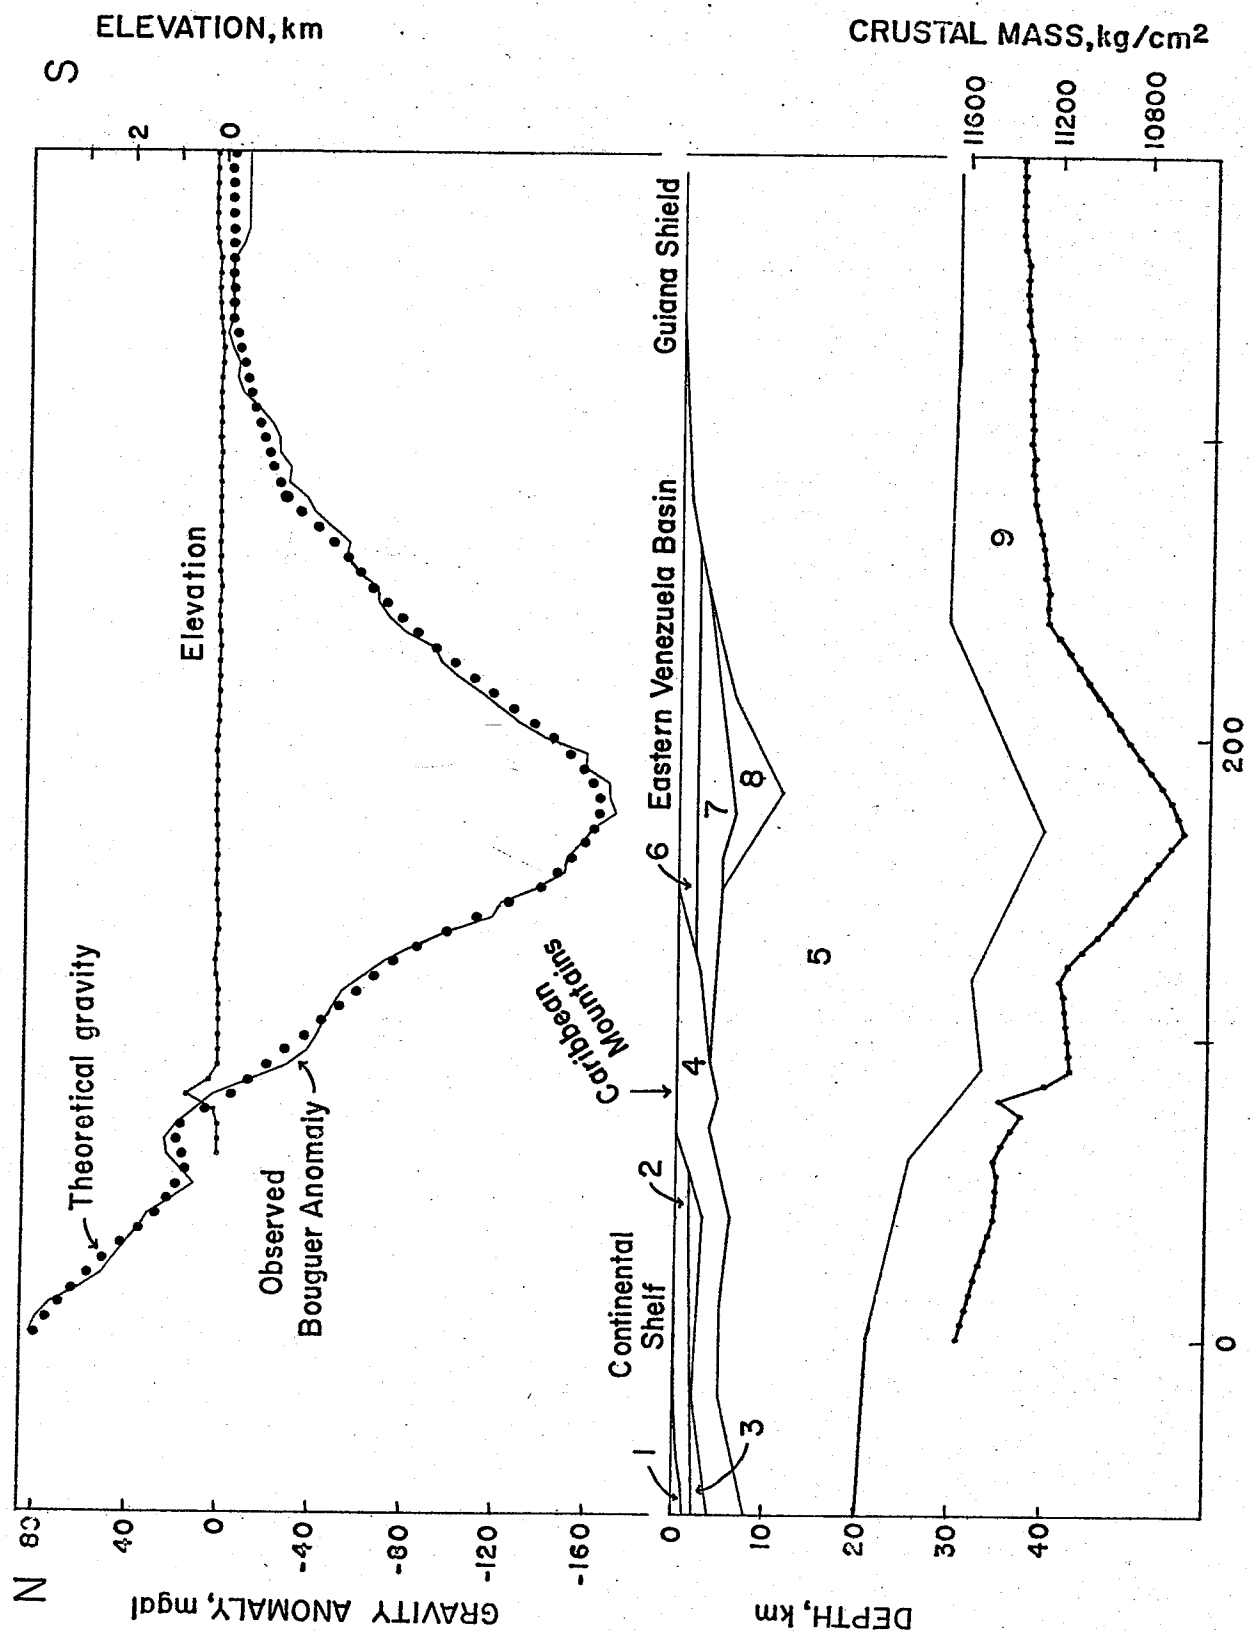 N
S
GRAVITY ANOMALY, mgal
80
40
0
-40
-80
-120
-160
ELEVATION, km
2
0
Theoretical gravity
Elevation
Observed
Bouguer Anomaly
DEPTH, km
0
10
20
30
40
CRUSTAL MASS, kg/cm²
11600
11200
10800
Continental
Shelf
Caribbean
Mountains
Eastern Venezuela Basin
Guiana Shield
1
2
3
4
5
6
7
8
9
0
200